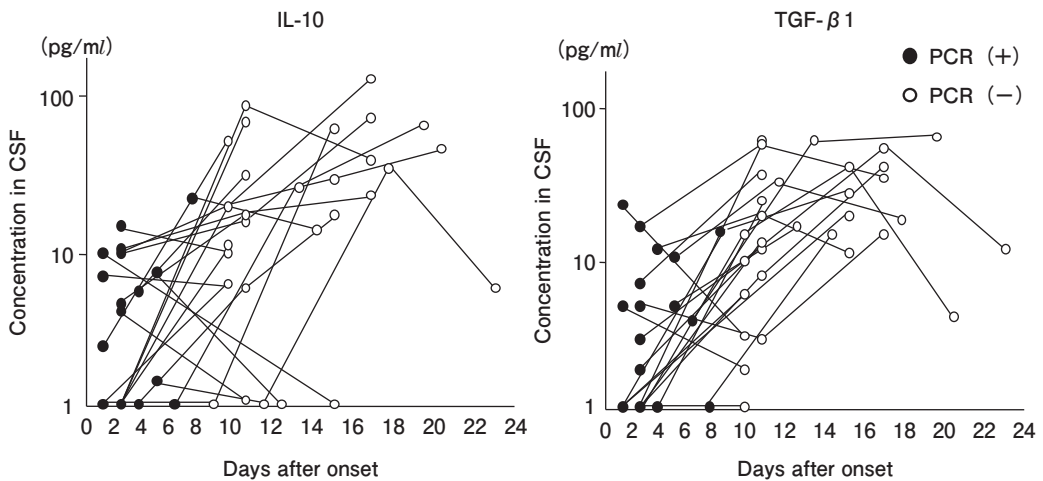 IL-10
(pg/ml)
100
10
1
Concentration in CSF
0 2 4 6 8 10 12 14 16 18 20 22 24
Days after onset
TGF-β1
(pg/ml)
PCR (+)
PCR (−)
100
10
1
Concentration in CSF
0 2 4 6 8 10 12 14 16 18 20 22 24
Days after onset